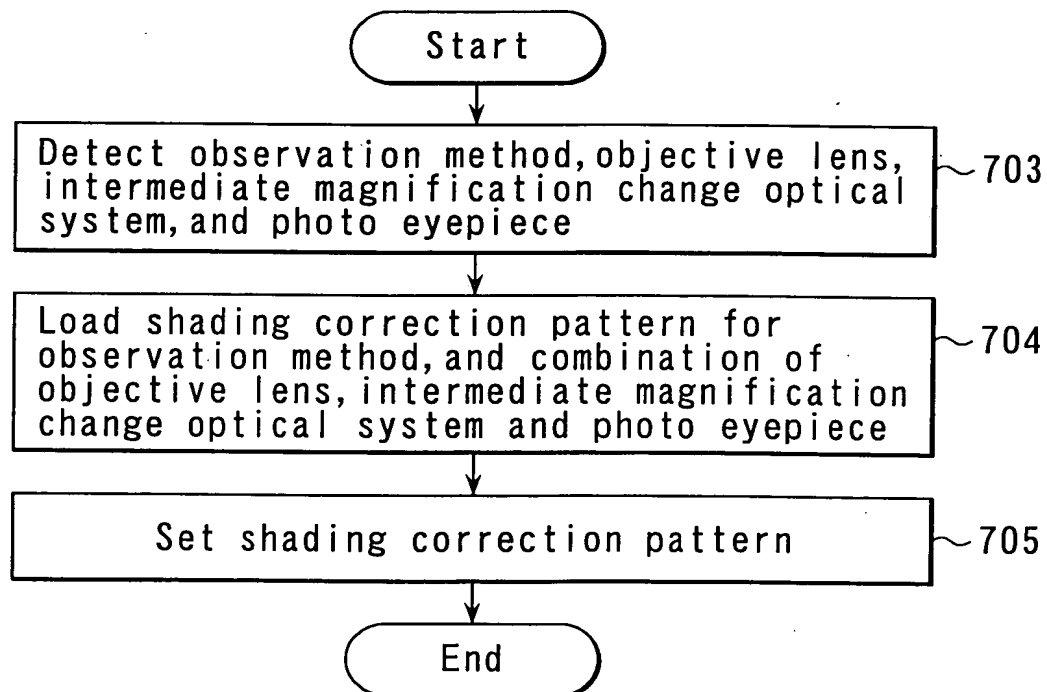 Start
Detect observation method, objective lens,
intermediate magnification change optical
system, and photo eyepiece
703
Load shading correction pattern for
observation method, and combination of
objective lens, intermediate magnification
change optical system and photo eyepiece
704
Set shading correction pattern
705
End